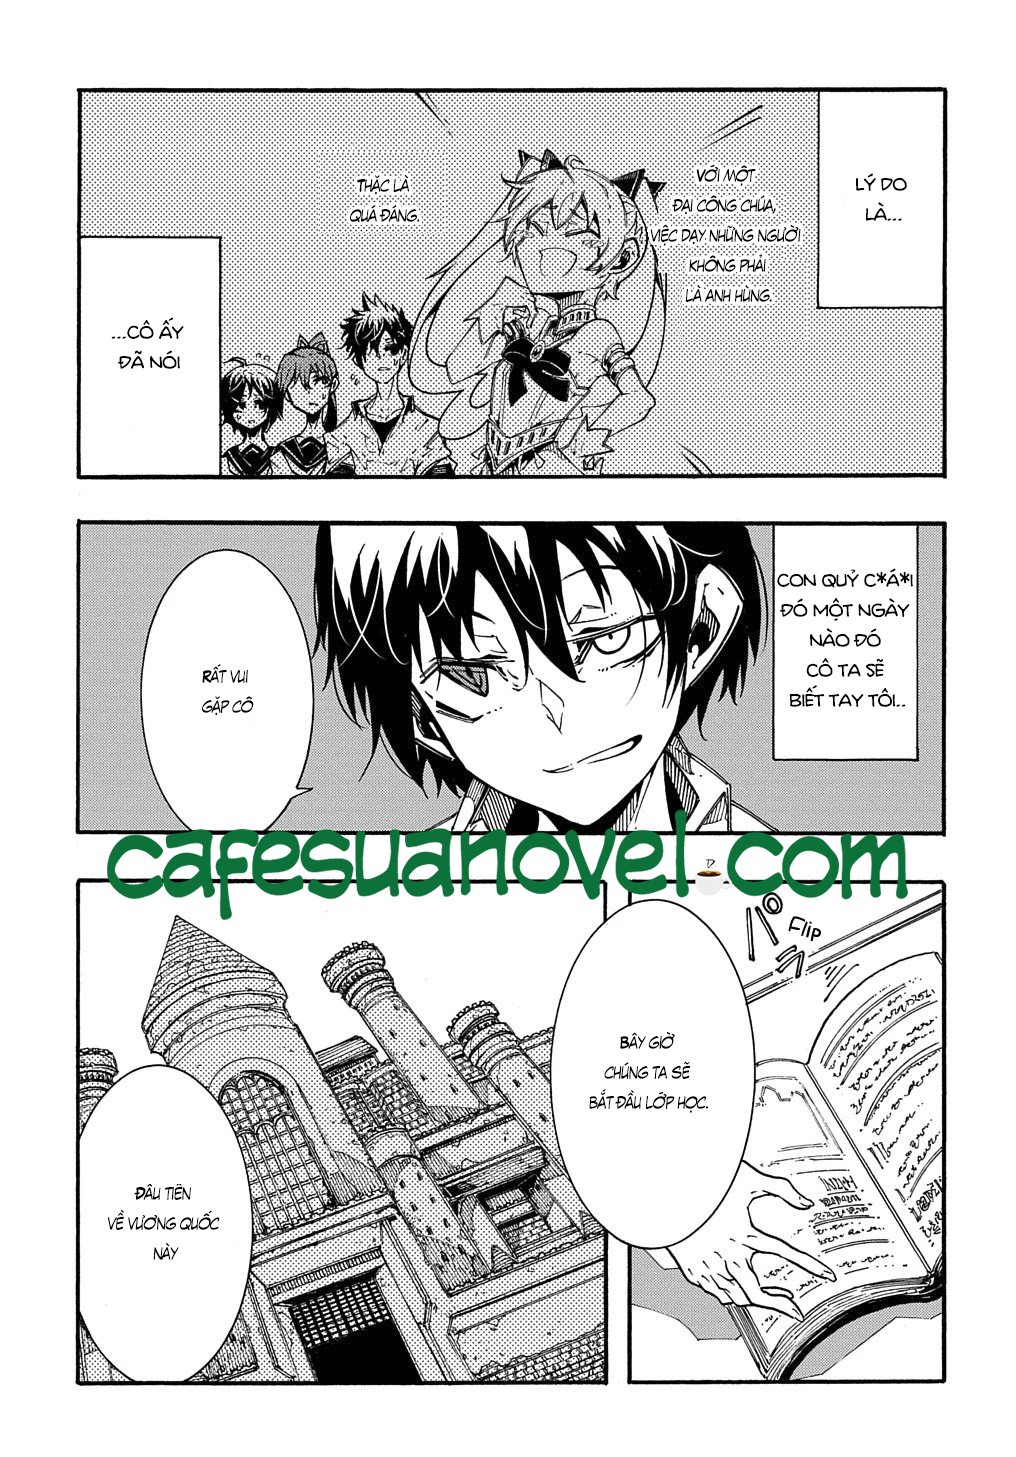 LÝ DO
LÀ...
VỚI MỘT
ĐẠI CÔNG CHÚA,
VIỆC DẠY NHỮNG NGƯỜI
KHÔNG PHẢI
LÀ ANH HÙNG.
THẬC LÀ
QUÁ ĐÁNG.
...CÔ ẤY
ĐÃ NÓI
CON QUỶ C*Á*I
ĐÓ MỘT NGÀY
NÀO ĐÓ
CÔ TA SẼ
BIẾT TAY TÔI..
RẤT VUI
GẶP CÔ
cafesuanovel.com
パラ
Flip
BÂY GIỜ
CHÚNG TA SẼ
BẮT ĐẦU LỚP HỌC.
ĐẦU TIÊN
VỀ VƯƠNG QUỐC
NÀY